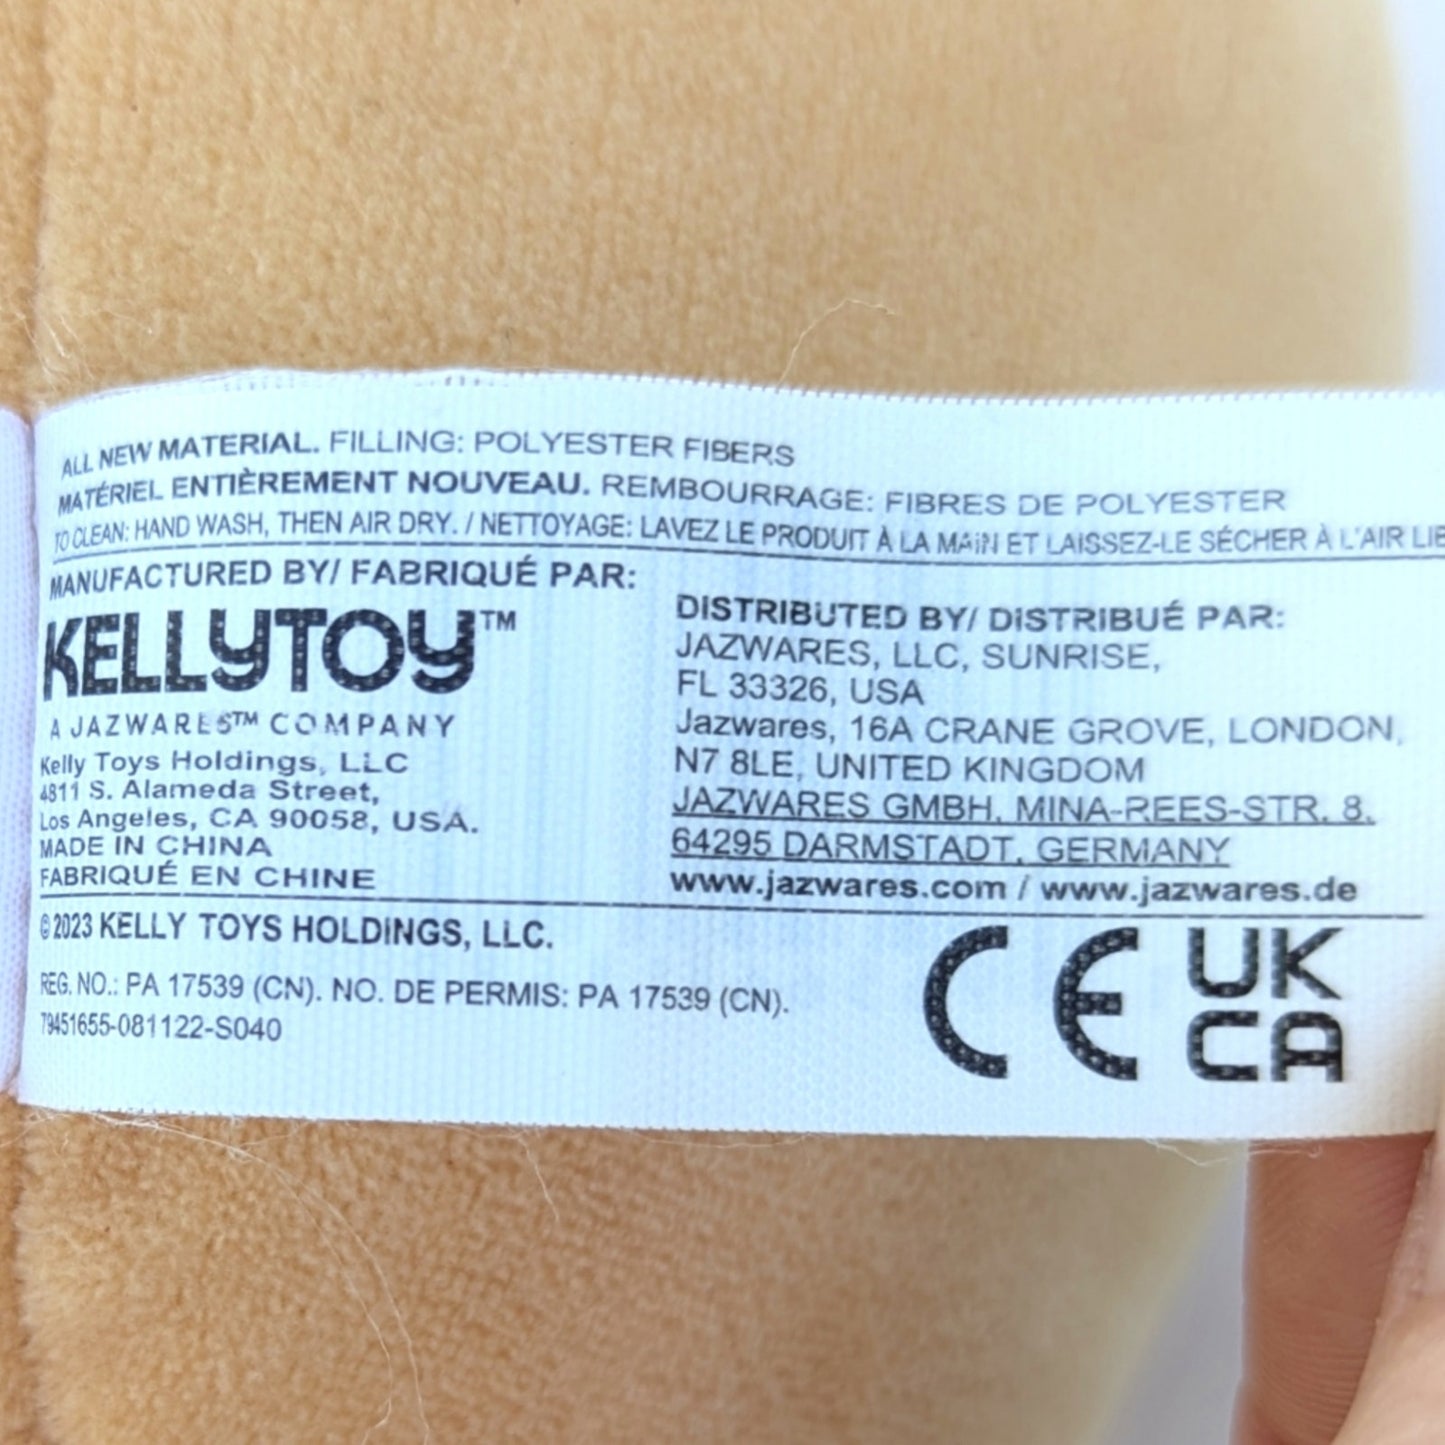 ALL NEW MATERIAL. FILLING: POLYESTER FIBERS
MATÉRIEL ENTIÈREMENT NOUVEAU. REMBOURRAGE: FIBRES DE POLYESTER
TO CLEAN: HAND WASH, THEN AIR DRY. / NETTOYAGE: LAVEZ LE PRODUIT À LA MAIN ET LAISSEZ-LE SÉCHER À L'AIR
MANUFACTURED BY/ FABRIQUÉ PAR:
KELLYTOY™
A JAZWARES™ COMPANY
Kelly Toys Holdings, LLC
4811 S. Alameda Street,
Los Angeles, CA 90058, USA.
MADE IN CHINA
FABRIQUÉ EN CHINE
DISTRIBUTED BY/ DISTRIBUÉ PAR:
JAZWARES, LLC, SUNRISE,
FL 33326, USA
Jazwares, 16A CRANE GROVE, LONDON,
N7 8LE, UNITED KINGDOM
JAZWARES GMBH, MINA-REES-STR. 8,
64295 DARMSTADT, GERMANY
www.jazwares.com / www.jazwares.de
© 2023 KELLY TOYS HOLDINGS, LLC.
REG. NO.: PA 17539 (CN). NO. DE PERMIS: PA 17539 (CN).
79451655-081122-S040
CE
UK
CA